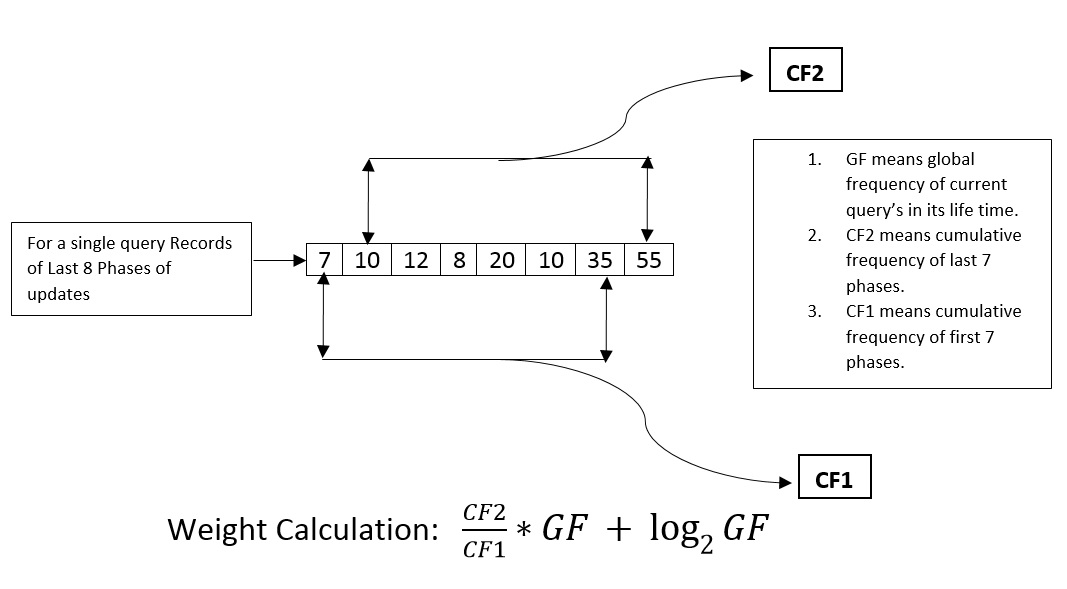 CF2
1. GF means global
frequency of current
query’s in its life time.
2. CF2 means cumulative
frequency of last 7
phases.
3. CF1 means cumulative
frequency of first 7
phases.
For a single query Records
of Last 8 Phases of
updates
7 10 12 8 20 10 35 55
CF1
Weight Calculation: CF2/CF1 * GF + log₂ GF